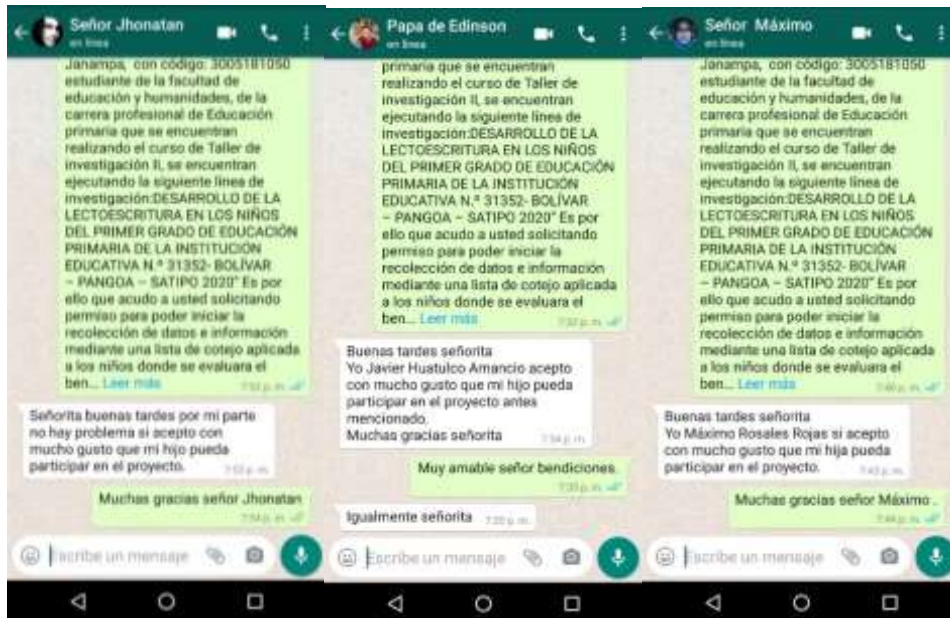 Señor Jhonatan
en linea
Janampa, con código: 3005181050
estudiante de la facultad de
educación y humanidades, de la
carrera profesional de Educación
primaria que se encuentran
realizando el curso de Taller de
investigación II, se encuentran
ejecutando la siguiente línea de
investigación:DESARROLLO DE LA
LECTOESCRITURA EN LOS NIÑOS
DEL PRIMER GRADO DE EDUCACIÓN
PRIMARIA DE LA INSTITUCIÓN
EDUCATIVA N.º 31352- BOLÍVAR
– PANGOA – SATIPO 2020" Es por
ello que acudo a usted solicitando
permiso para poder iniciar la
recolección de datos e información
mediante una lista de cotejo aplicada
a los niños donde se evaluara el
ben... Leer más
Señorita buenas tardes por mi parte
no hay problema si acepto con
mucho gusto que mi hijo pueda
participar en el proyecto.
Muchas gracias señor Jhonatan
Escribe un mensaje
Papa de Edinson
en linea
primaria que se encuentran
realizando el curso de Taller de
investigación II, se encuentran
ejecutando la siguiente línea de
investigación:DESARROLLO DE LA
LECTOESCRITURA EN LOS NIÑOS
DEL PRIMER GRADO DE EDUCACIÓN
PRIMARIA DE LA INSTITUCIÓN
EDUCATIVA N.º 31352- BOLÍVAR
– PANGOA – SATIPO 2020" Es por
ello que acudo a usted solicitando
permiso para poder iniciar la
recolección de datos e información
mediante una lista de cotejo aplicada
a los niños donde se evaluara el
ben... Leer más
Buenas tardes señorita
Yo Javier Huatulco Amancio acepto
con mucho gusto que mi hijo pueda
participar en el proyecto antes
mencionado.
Muchas gracias señorita
Muy amable señor bendiciones.
Igualmente señorita
Escribe un mensaje
Señor Máximo
en linea
Janampa, con código: 3005181050
estudiante de la facultad de
educación y humanidades, de la
carrera profesional de Educación
primaria que se encuentran
realizando el curso de Taller de
investigación II, se encuentran
ejecutando la siguiente línea de
investigación:DESARROLLO DE LA
LECTOESCRITURA EN LOS NIÑOS
DEL PRIMER GRADO DE EDUCACIÓN
PRIMARIA DE LA INSTITUCIÓN
EDUCATIVA N.º 31352- BOLÍVAR
– PANGOA – SATIPO 2020" Es por
ello que acudo a usted solicitando
permiso para poder iniciar la
recolección de datos e información
mediante una lista de cotejo aplicada
a los niños donde se evaluara el
ben... Leer más
Buenas tardes señorita
Yo Máximo Rosales Rojas si acepto
con mucho gusto que mi hija pueda
participar en el proyecto.
Muchas gracias señor Máximo .
Escribe un mensaje